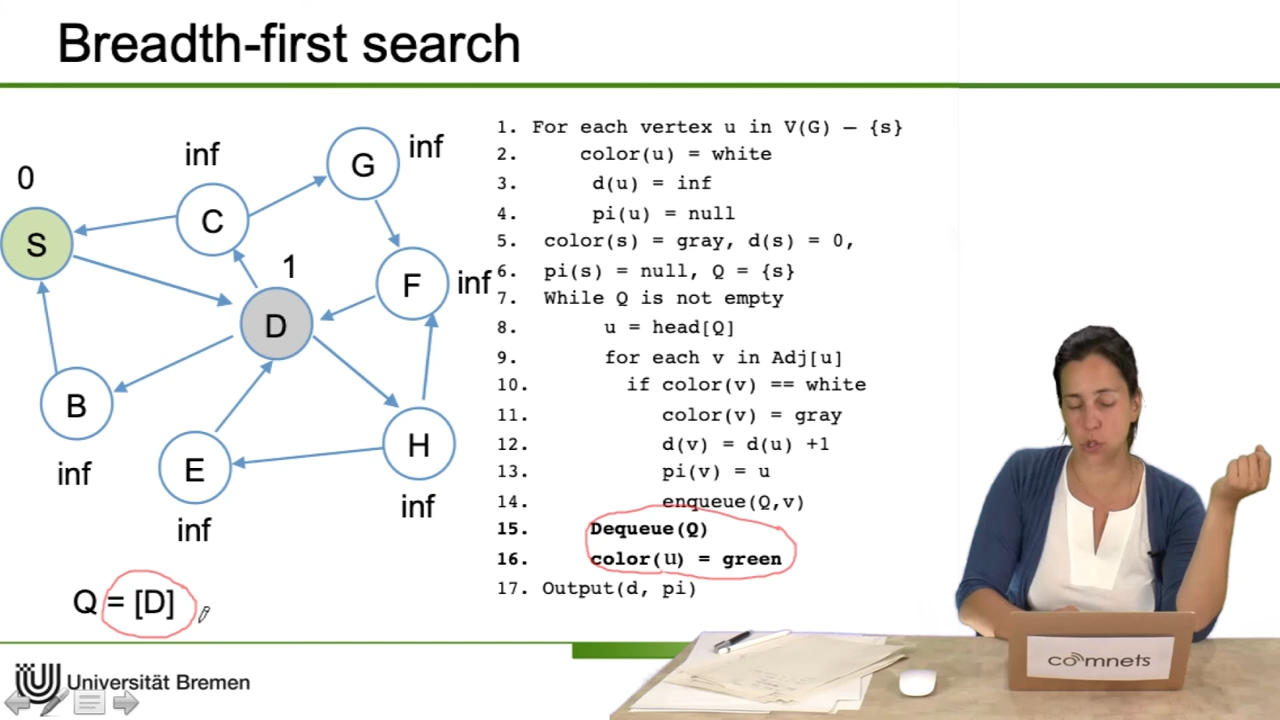 Breadth-first search
0
inf
inf
S
C
G
1
D
F
inf
B
inf
E
inf
H
inf
Q = [D]
1. For each vertex u in V(G) – {s}
2. color(u) = white
3. d(u) = inf
4. pi(u) = null
5. color(s) = gray, d(s) = 0,
6. pi(s) = null, Q = {s}
7. While Q is not empty
8. u = head[Q]
9. for each v in Adj[u]
10. if color(v) == white
11. color(v) = gray
12. d(v) = d(u) +1
13. pi(v) = u
14. enqueue(Q,v)
15. Dequeue(Q)
16. color(u) = green
17. Output(d, pi)
Universität Bremen
comnets